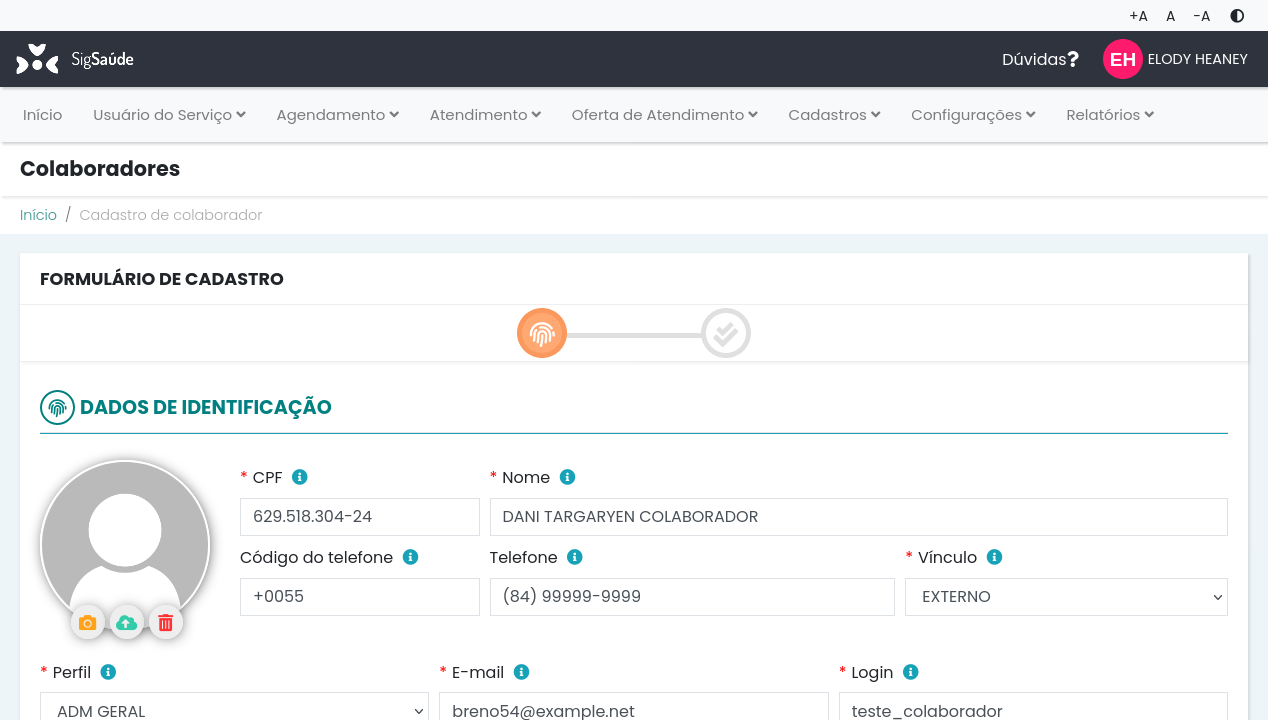 +A A -A
SigSaúde Dúvidas? EH ELODY HEANEY
Início Usuário do Serviço Agendamento Atendimento Oferta de Atendimento Cadastros Configurações Relatórios
Colaboradores
Início / Cadastro de colaborador
FORMULÁRIO DE CADASTRO
DADOS DE IDENTIFICAÇÃO
* CPF * Nome
629.518.304-24 DANI TARGARYEN COLABORADOR
Código do telefone Telefone * Vínculo
+0055 (84) 99999-9999 EXTERNO
* Perfil * E-mail * Login
ADM GERAL breno54@example.net teste_colaborador